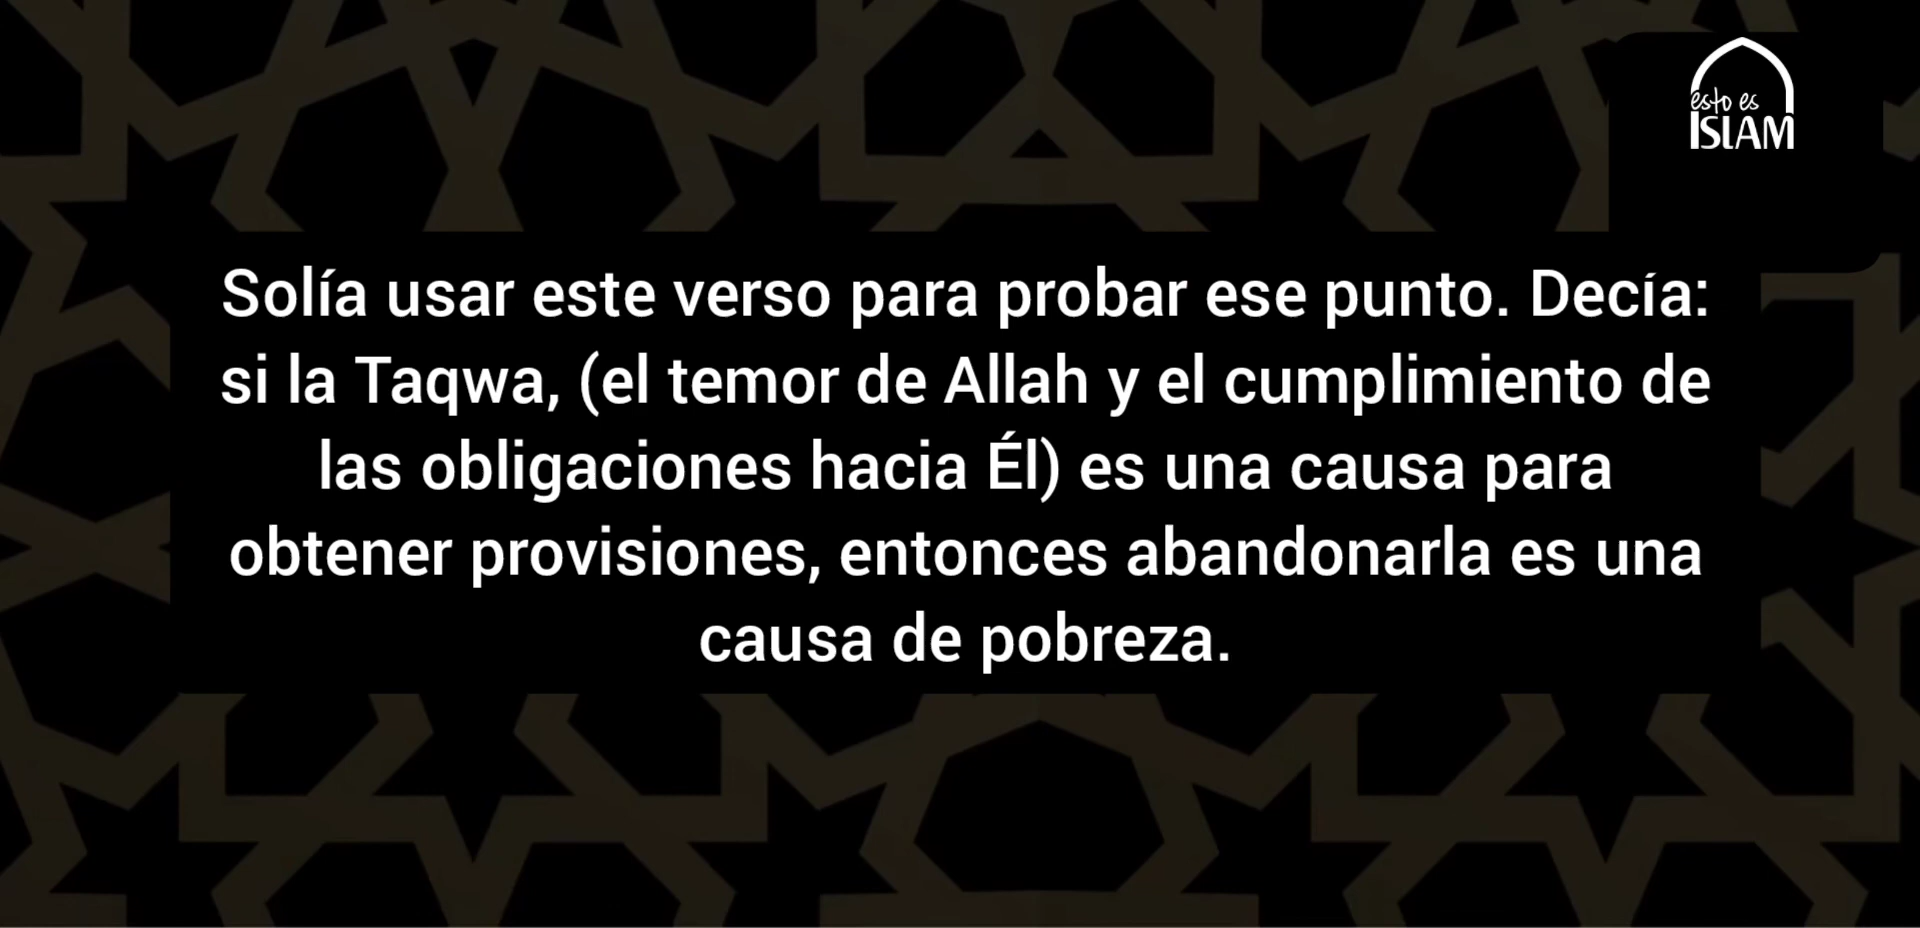 esto es
ISLAM
Solía usar este verso para probar ese punto. Decía:
si la Taqwa, (el temor de Allah y el cumplimiento de
las obligaciones hacia Él) es una causa para
obtener provisiones, entonces abandonarla es una
causa de pobreza.